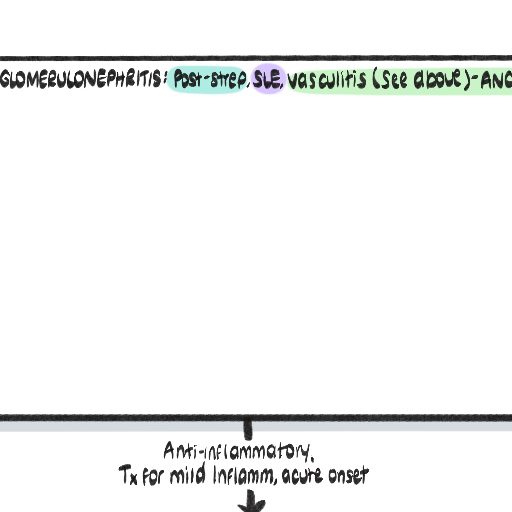 GLOMERULONEPHRITIS: Post-strep, SLE, vasculitis (see above)-ANC
Anti-inflammatory.
Tx for mild Inflamm, acute onset